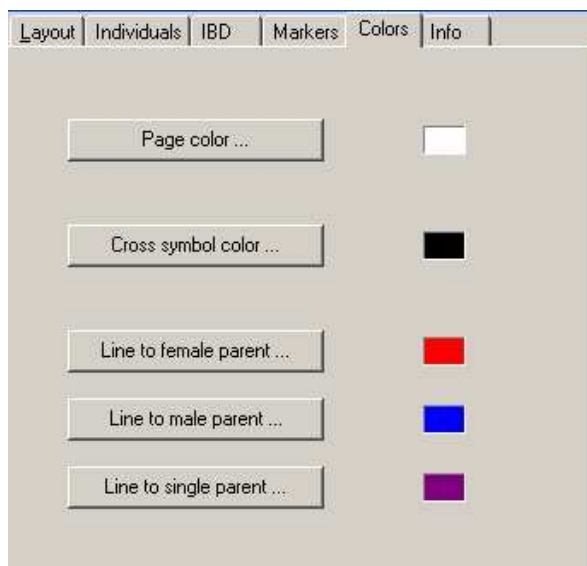 Layout Individuals IBD Markers Colors Info
Page color ...
Cross symbol color ...
Line to female parent ...
Line to male parent ...
Line to single parent ...